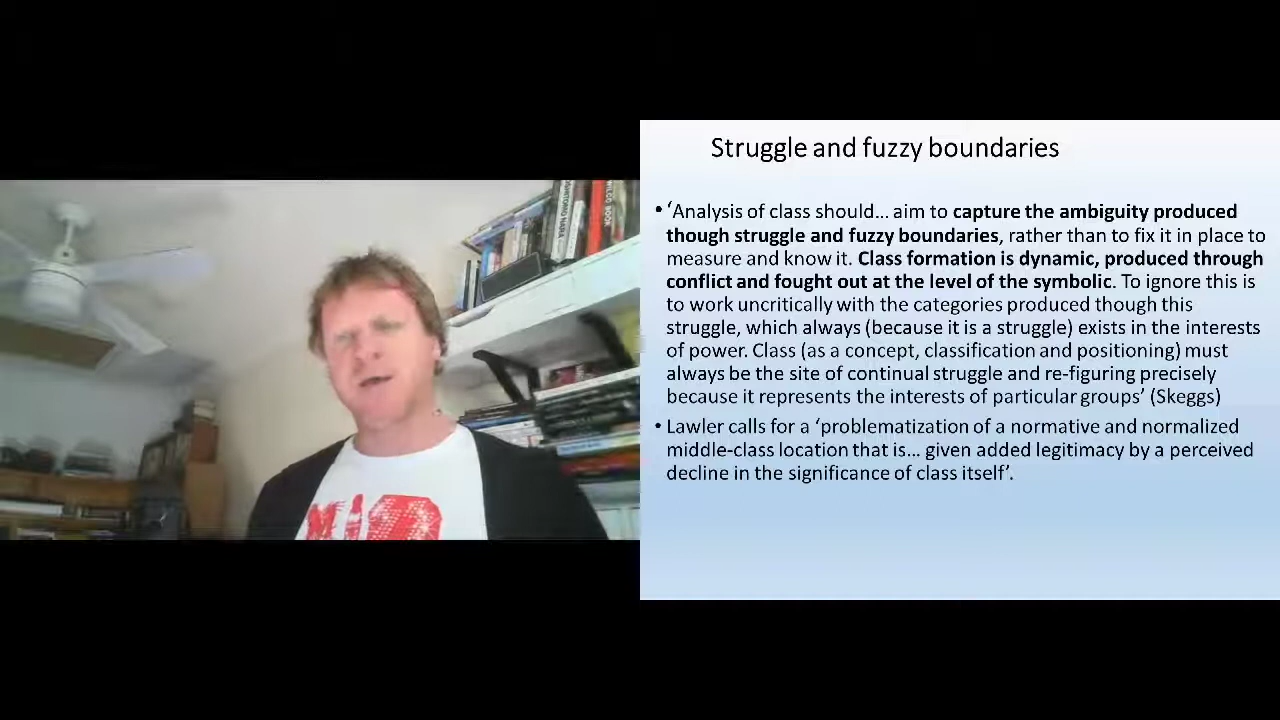 Struggle and fuzzy boundaries
• ‘Analysis of class should... aim to capture the ambiguity produced
though struggle and fuzzy boundaries, rather than to fix it in place to
measure and know it. Class formation is dynamic, produced through
conflict and fought out at the level of the symbolic. To ignore this is
to work uncritically with the categories produced though this
struggle, which always (because it is a struggle) exists in the interests
of power. Class (as a concept, classification and positioning) must
always be the site of continual struggle and re-figuring precisely
because it represents the interests of particular groups’ (Skeggs)
• Lawler calls for a ‘problematization of a normative and normalized
middle-class location that is... given added legitimacy by a perceived
decline in the significance of class itself’.
WILCO BOOK